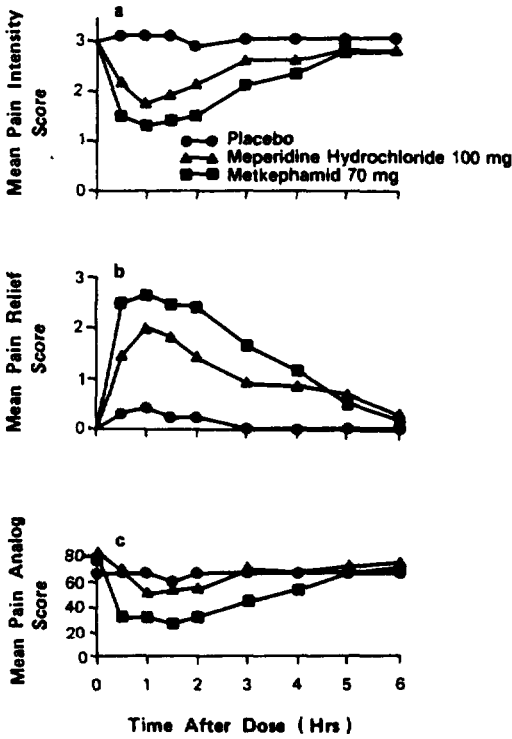 a
Mean Pain Intensity
Score
3
2
1
0
Placebo
Meperidine Hydrochloride 100 mg
Metkephamid 70 mg
b
Mean Pain Relief
Score
3
2
1
0
c
Mean Pain Analog
Score
80
60
40
20
0
0 1 2 3 4 5 6
Time After Dose (Hrs)